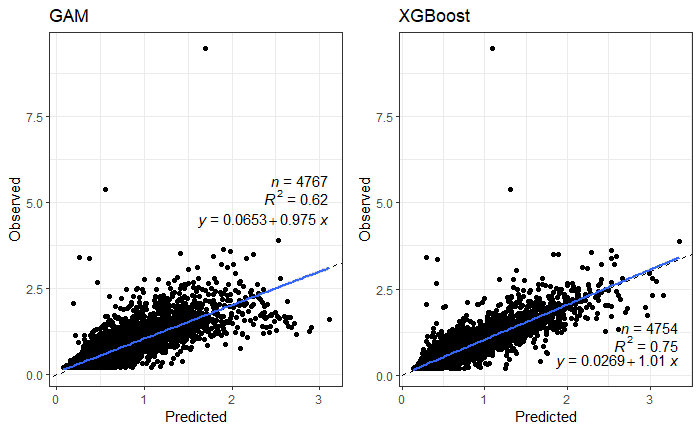 GAM
Observed
7.5
5.0
2.5
0.0
n = 4767
R² = 0.62
y = 0.0653+0.975 x
0 1 2 3
Predicted
XGBoost
Observed
7.5
5.0
2.5
0.0
n = 4754
R² = 0.75
y = 0.0269+1.01 x
0 1 2 3
Predicted